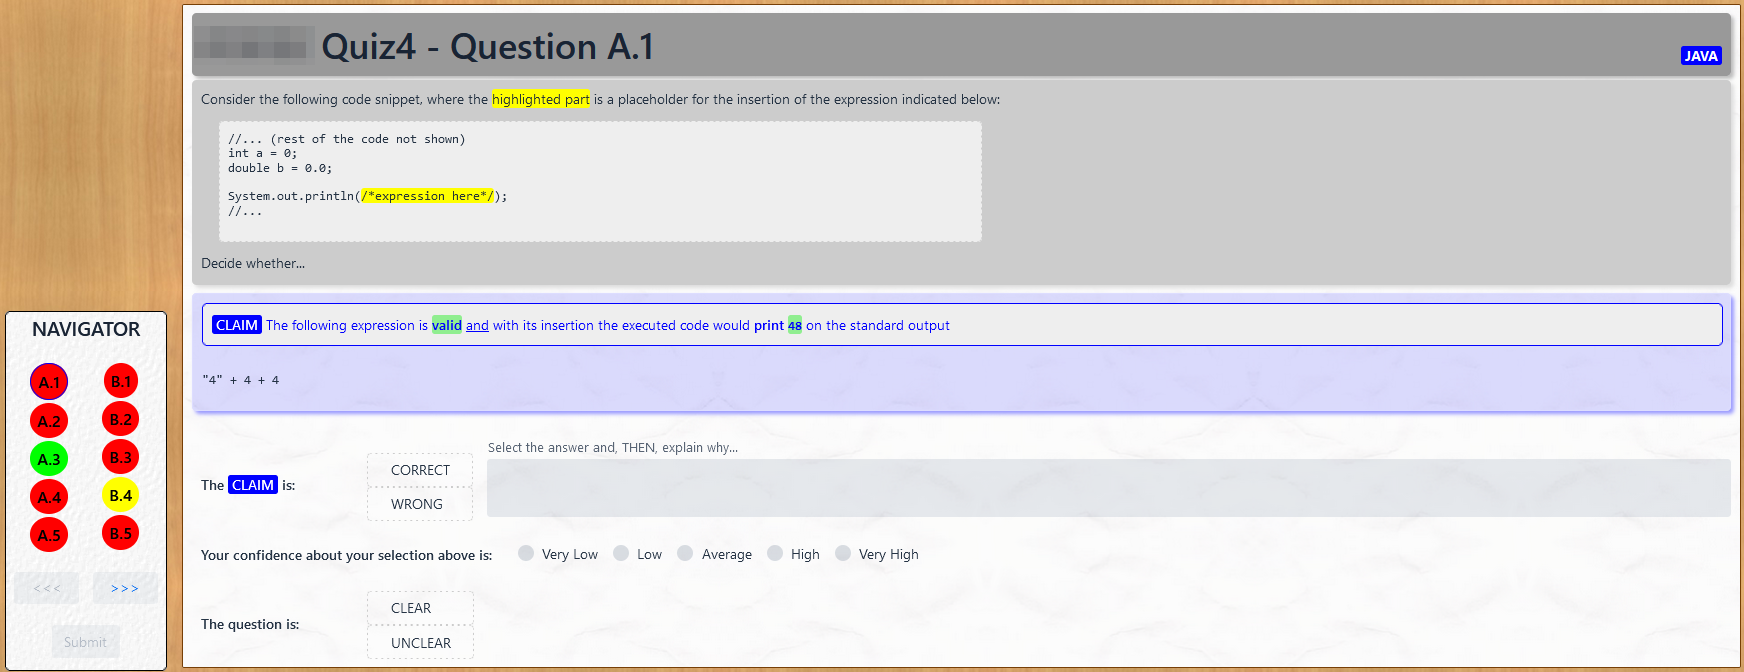 Quiz4 - Question A.1
JAVA
Consider the following code snippet, where the highlighted part is a placeholder for the insertion of the expression indicated below:
//... (rest of the code not shown)
int a = 0;
double b = 0.0;
System.out.println(/*expression here*/);
//...
Decide whether...
CLAIM The following expression is valid and with its insertion the executed code would print 48 on the standard output
"4" + 4 + 4
Select the answer and, THEN, explain why...
The CLAIM is:
CORRECT
WRONG
Your confidence about your selection above is:
Very Low
Low
Average
High
Very High
The question is:
CLEAR
UNCLEAR
NAVIGATOR
A.1 B.1
A.2 B.2
A.3 B.3
A.4 B.4
A.5 B.5
<<< >>>
Submit